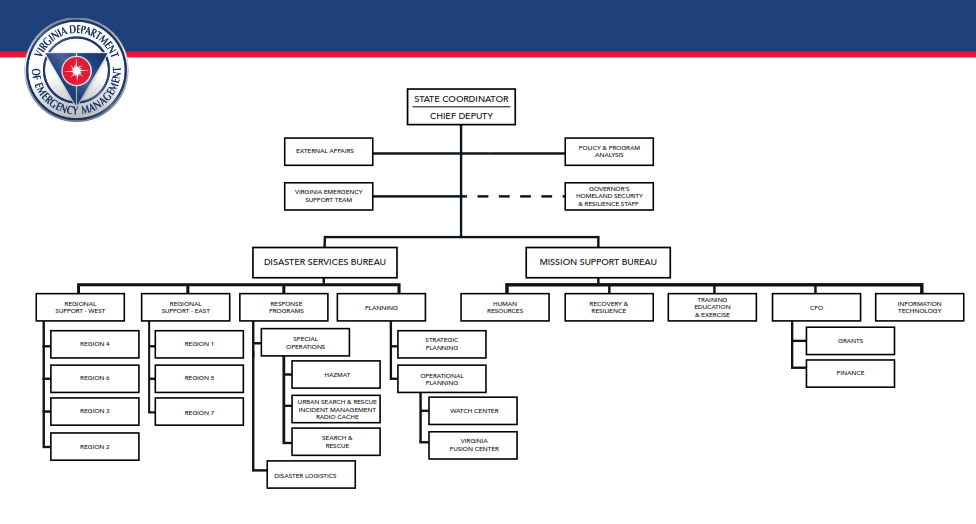 VIRGINIA DEPARTMENT
OF EMERGENCY MANAGEMENT
STATE COORDINATOR
CHIEF DEPUTY
EXTERNAL AFFAIRS
POLICY & PROGRAM
ANALYSIS
VIRGINIA EMERGENCY
SUPPORT TEAM
GOVERNOR'S
HOMELAND SECURITY
& RESILIENCE STAFF
DISASTER SERVICES BUREAU
MISSION SUPPORT BUREAU
REGIONAL
SUPPORT - WEST
REGIONAL
SUPPORT - EAST
RESPONSE
PROGRAMS
PLANNING
HUMAN
RESOURCES
RECOVERY &
RESILIENCE
TRAINING
EDUCATION
& EXERCISE
CFO
INFORMATION
TECHNOLOGY
REGION 4
REGION 6
REGION 3
REGION 2
REGION 1
REGION 5
REGION 7
SPECIAL
OPERATIONS
HAZMAT
URBAN SEARCH & RESCUE
INCIDENT MANAGEMENT
RADIO CACHE
SEARCH &
RESCUE
DISASTER LOGISTICS
STRATEGIC
PLANNING
OPERATIONAL
PLANNING
WATCH CENTER
VIRGINIA
FUSION CENTER
GRANTS
FINANCE